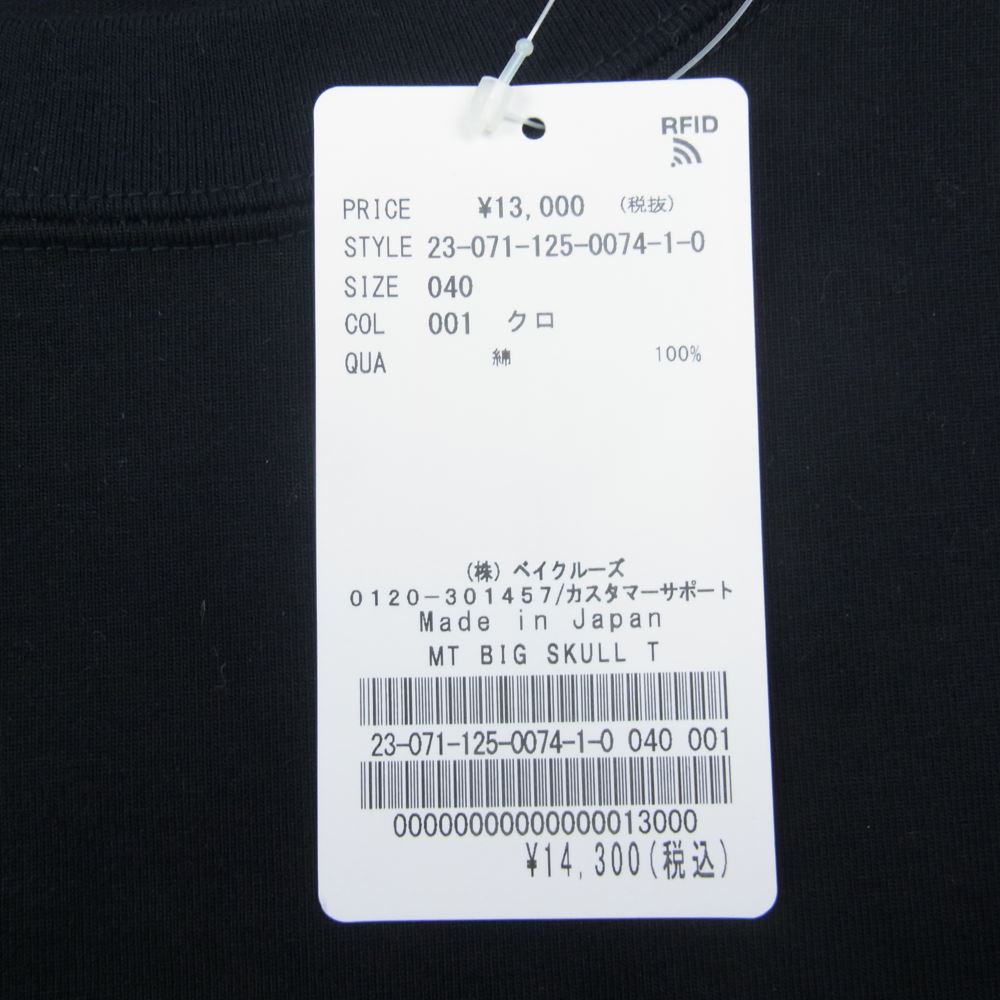 RFID
PRICE ¥13,000 (税抜)
STYLE 23-071-125-0074-1-0
SIZE 040
COL 001 クロ
QUA 綿 100%
(株) ベイクルーズ
0120-301457/カスタマーサポート
Made in Japan
MT BIG SKULL T
23-071-125-0074-1-0 040 001
00000000000000013000
¥14,300(税込)